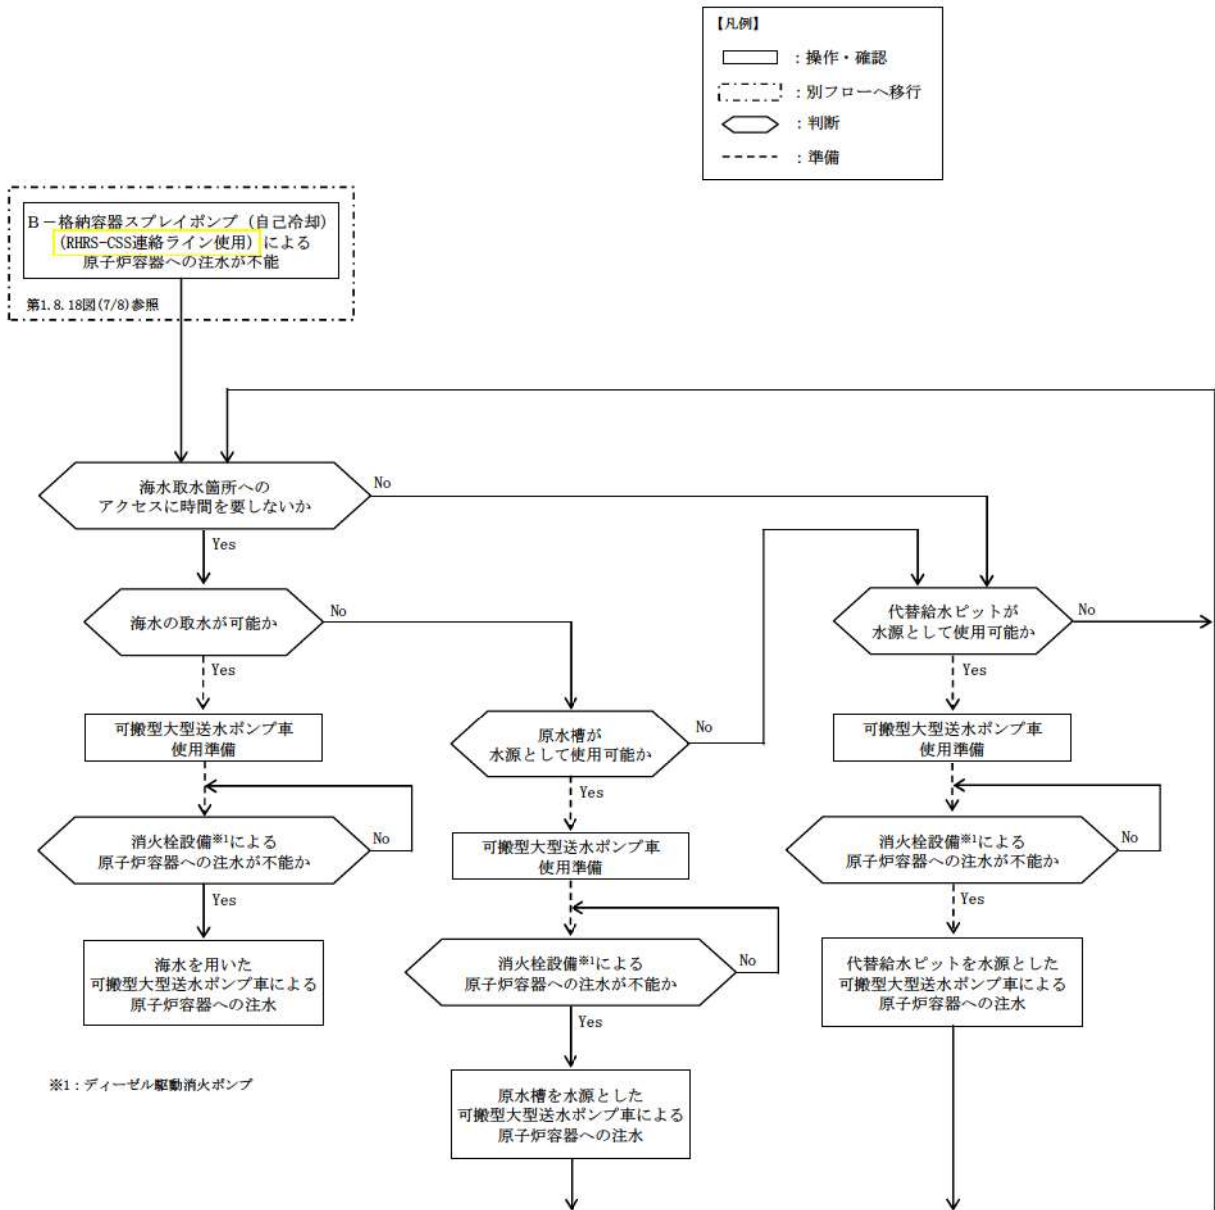 【凡例】
：操作・確認
：別フローへ移行
：判断
：準備
B－格納容器スプレイポンプ（自己冷却）
（RHRS-CSS連絡ライン使用）による
原子炉容器への注水が不能
第1.8.18図(7/8)参照
海水取水箇所への
アクセスに時間を要しないか
No
Yes
海水の取水が可能か
No
Yes
可搬型大型送水ポンプ車
使用準備
消火栓設備※1による
原子炉容器への注水が不能か
No
Yes
海水を用いた
可搬型大型送水ポンプ車による
原子炉容器への注水
原水槽が
水源として使用可能か
No
Yes
可搬型大型送水ポンプ車
使用準備
消火栓設備※1による
原子炉容器への注水が不能か
No
Yes
原水槽を水源とした
可搬型大型送水ポンプ車による
原子炉容器への注水
代替給水ピットが
水源として使用可能か
No
Yes
可搬型大型送水ポンプ車
使用準備
消火栓設備※1による
原子炉容器への注水が不能か
No
Yes
代替給水ピットを水源とした
可搬型大型送水ポンプ車による
原子炉容器への注水
※1：ディーゼル駆動消火ポンプ